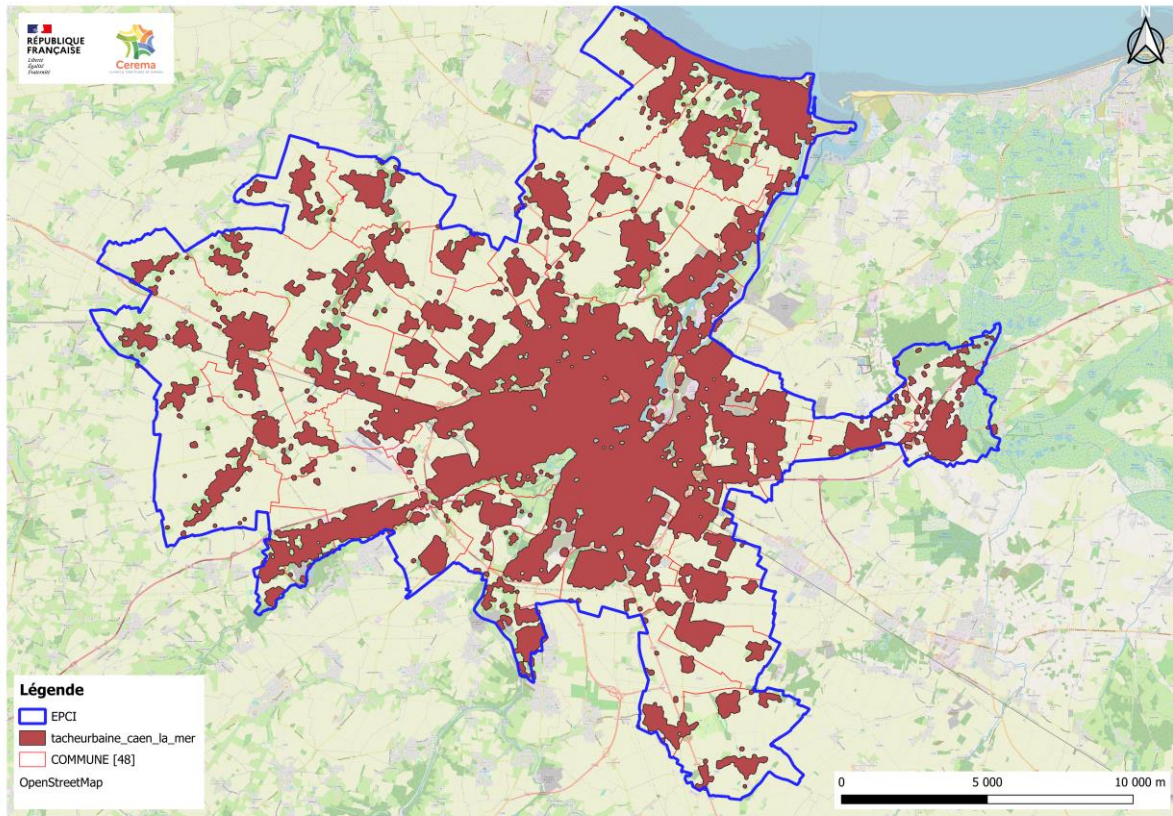 RÉPUBLIQUE
FRANÇAISE
Liberté
Égalité
Fraternité
Cerema
N
Légende
EPCI
tacheurbaine_caen_la_mer
COMMUNE [48]
OpenStreetMap
0 5 000 10 000 m